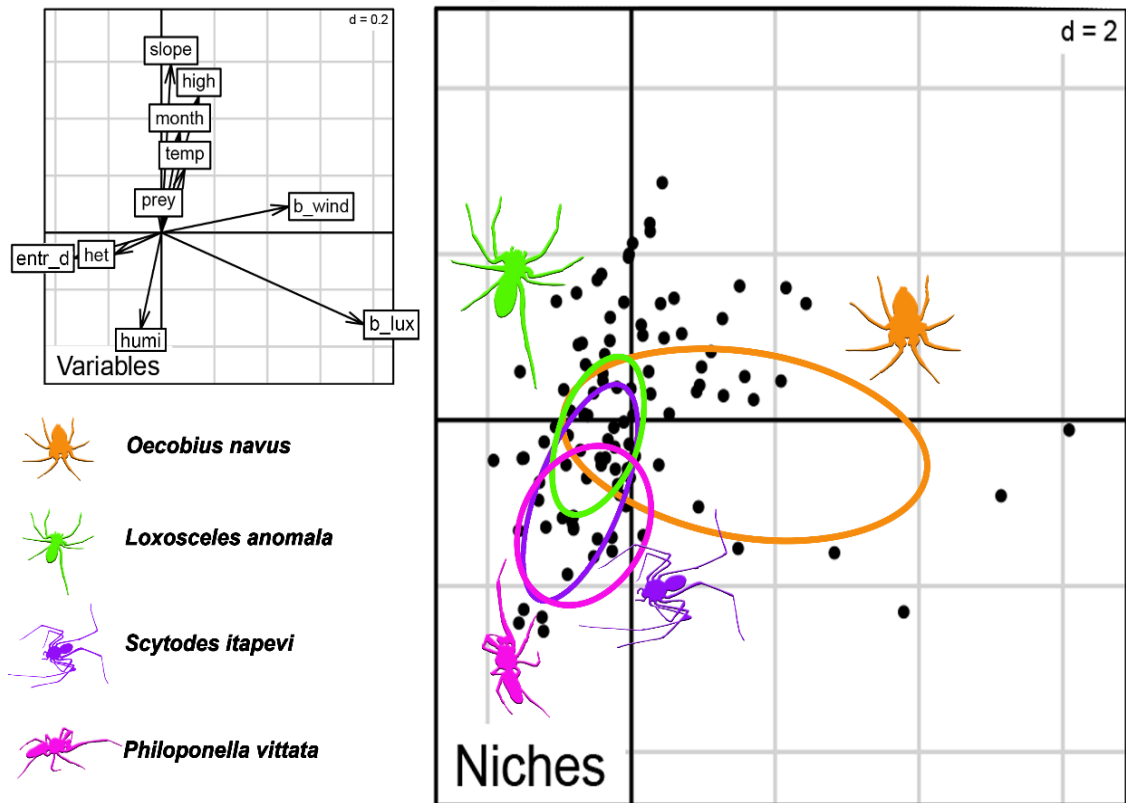 d = 0.2
slope
high
month
temp
prey
b_wind
entr_d
het
b_lux
humi
Variables
Oecobius navus
Loxosceles anomala
Scytodes itapevi
Philoponella vittata
d = 2
Niches